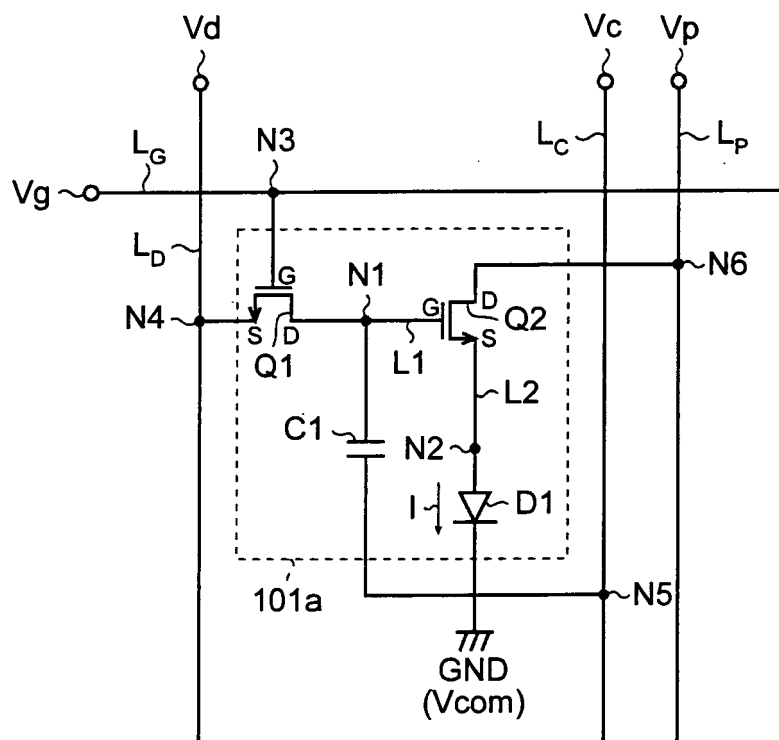 Vd
Vc
Vp
L_G
N3
L_C
L_P
Vg
L_D
N6
G
N1
G
D
Q2
N4
S
D
S
Q1
L1
L2
C1
N2
I
D1
101a
N5
GND
(Vcom)